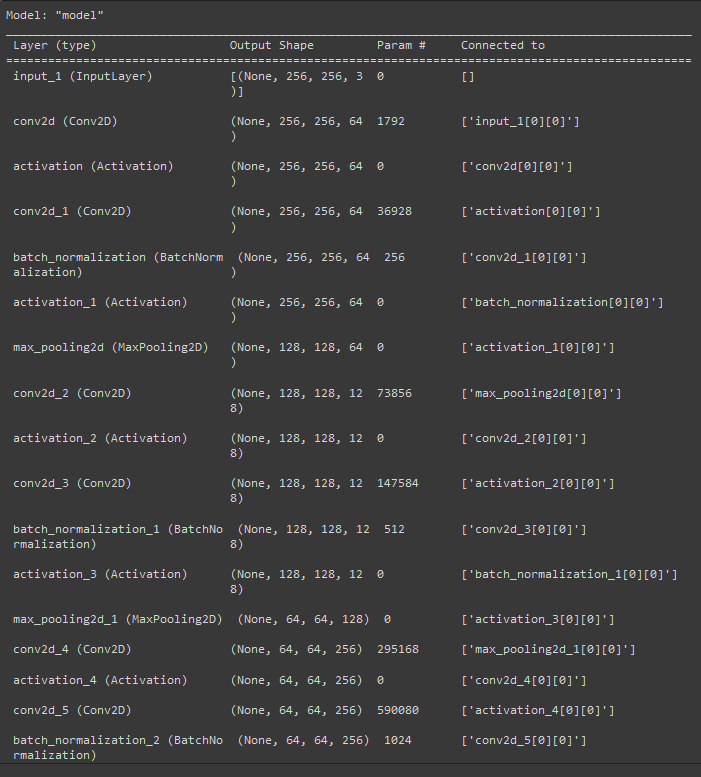 Model: "model"
__________________________________________________________________________________________________
Layer (type) Output Shape Param # Connected to
==================================================================================================
input_1 (InputLayer) [(None, 256, 256, 3 0 []
)]
conv2d (Conv2D) (None, 256, 256, 64 1792 ['input_1[0][0]']
)
activation (Activation) (None, 256, 256, 64 0 ['conv2d[0][0]']
)
conv2d_1 (Conv2D) (None, 256, 256, 64 36928 ['activation[0][0]']
)
batch_normalization (BatchNorm (None, 256, 256, 64 256 ['conv2d_1[0][0]']
alization) )
activation_1 (Activation) (None, 256, 256, 64 0 ['batch_normalization[0][0]']
)
max_pooling2d (MaxPooling2D) (None, 128, 128, 64 0 ['activation_1[0][0]']
)
conv2d_2 (Conv2D) (None, 128, 128, 12 73856 ['max_pooling2d[0][0]']
8)
activation_2 (Activation) (None, 128, 128, 12 0 ['conv2d_2[0][0]']
8)
conv2d_3 (Conv2D) (None, 128, 128, 12 147584 ['activation_2[0][0]']
8)
batch_normalization_1 (BatchNo (None, 128, 128, 12 512 ['conv2d_3[0][0]']
rmalization) 8)
activation_3 (Activation) (None, 128, 128, 12 0 ['batch_normalization_1[0][0]']
8)
max_pooling2d_1 (MaxPooling2D) (None, 64, 64, 128) 0 ['activation_3[0][0]']
conv2d_4 (Conv2D) (None, 64, 64, 256) 295168 ['max_pooling2d_1[0][0]']
activation_4 (Activation) (None, 64, 64, 256) 0 ['conv2d_4[0][0]']
conv2d_5 (Conv2D) (None, 64, 64, 256) 590080 ['activation_4[0][0]']
batch_normalization_2 (BatchNo (None, 64, 64, 256) 1024 ['conv2d_5[0][0]']
rmalization)